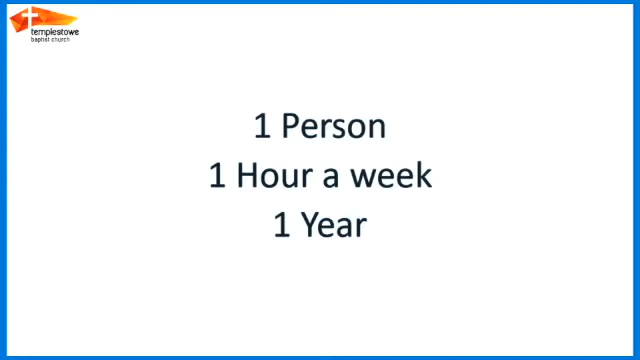 templestowe
baptist church
1 Person
1 Hour a week
1 Year